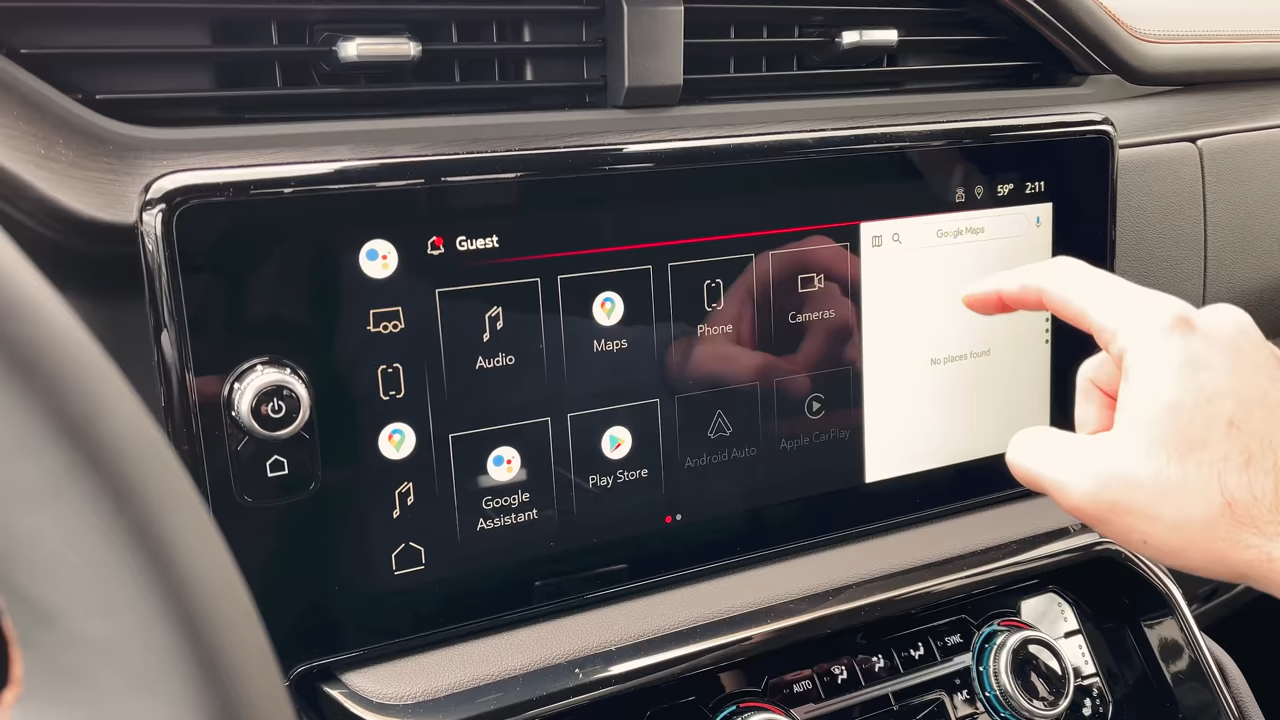 59° 2:11
Guest
Google Maps
Audio
Maps
Phone
Cameras
No places found
Google
Assistant
Play Store
Android Auto
Apple CarPlay
AUTO
SYNC
A/C